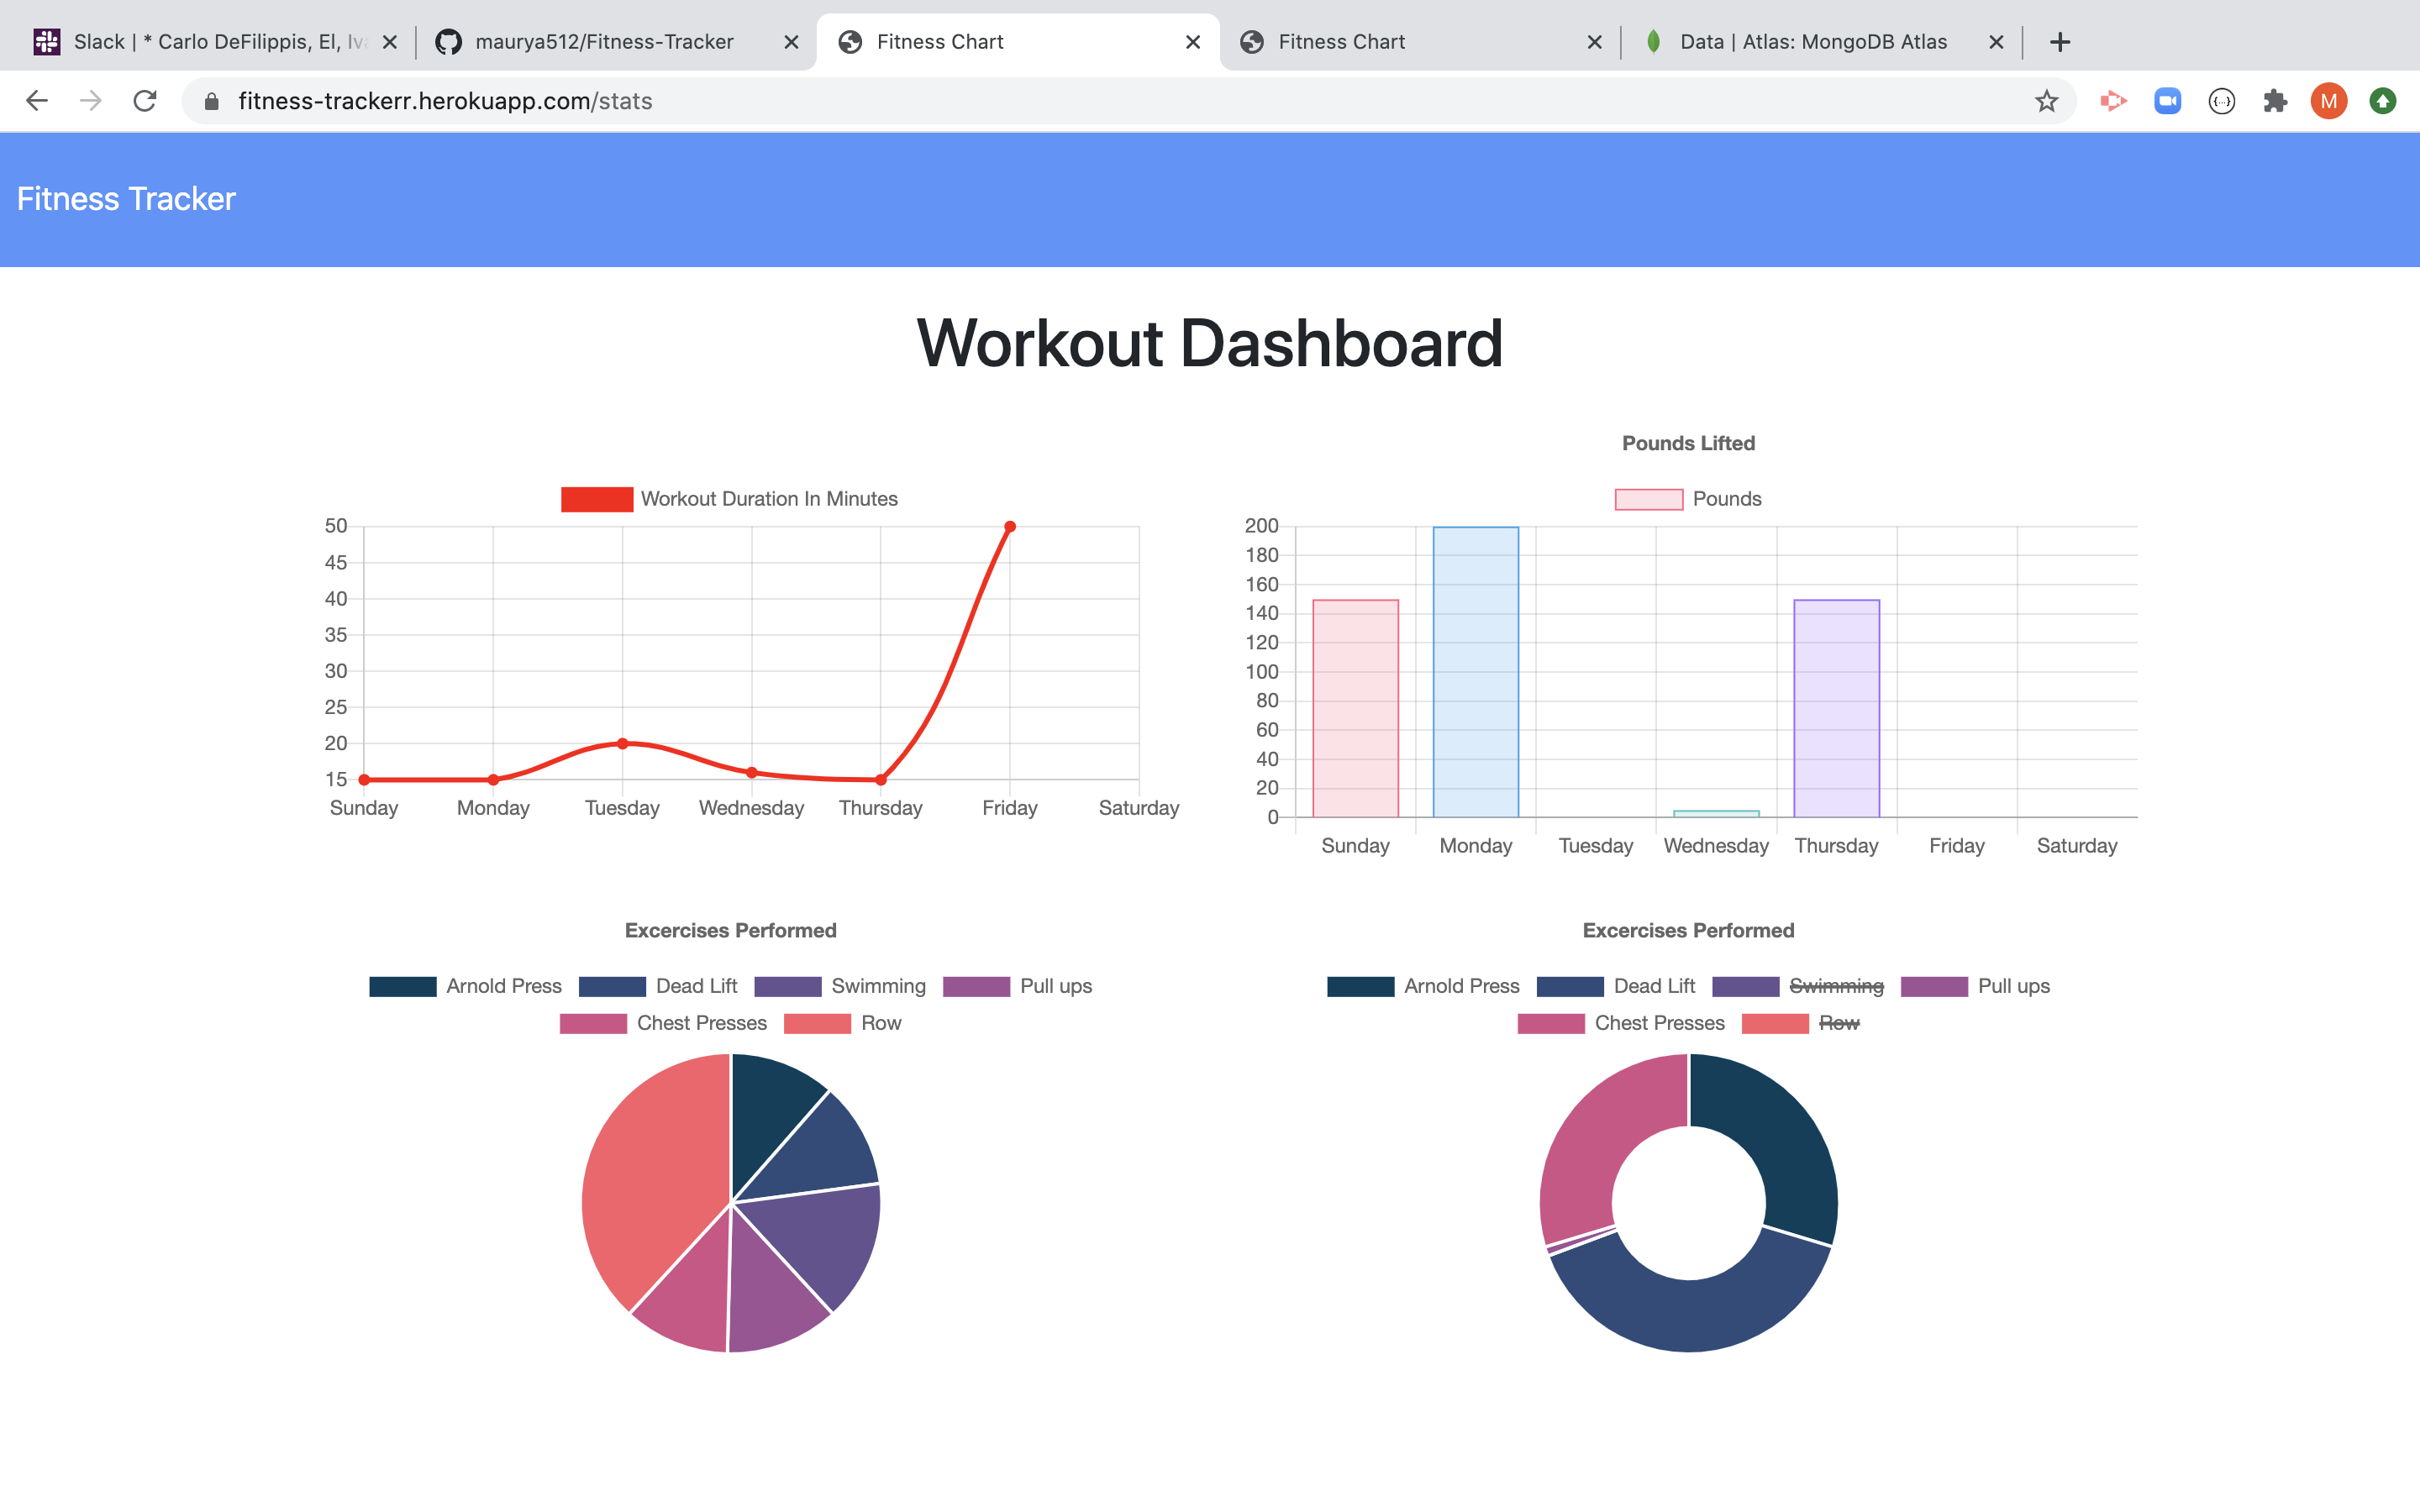 Slack | * Carlo DeFilippis, El, Iva
maurya512/Fitness-Tracker
Fitness Chart
Fitness Chart
Data | Atlas: MongoDB Atlas
fitness-trackerr.herokuapp.com/stats
M
Fitness Tracker
Workout Dashboard
Workout Duration In Minutes
50
45
40
35
30
25
20
15
Sunday Monday Tuesday Wednesday Thursday Friday Saturday
Pounds Lifted
Pounds
200
180
160
140
120
100
80
60
40
20
0
Sunday Monday Tuesday Wednesday Thursday Friday Saturday
Excercises Performed
Arnold Press Dead Lift Swimming Pull ups
Chest Presses Row
Excercises Performed
Arnold Press Dead Lift Swimming Pull ups
Chest Presses Row